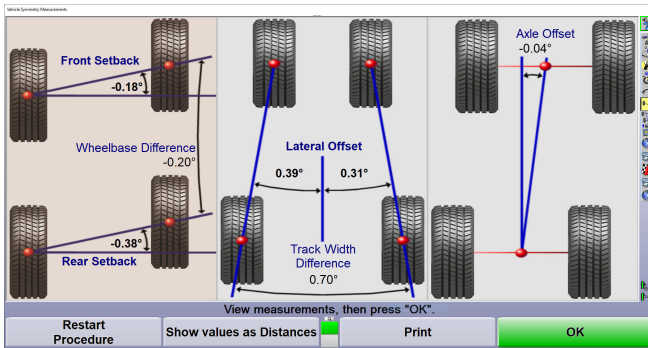 Vehicle Symmetry Measurements
Front Setback
-0.18°
Wheelbase Difference
-0.20°
-0.38°
Rear Setback
Lateral Offset
0.39°
0.31°
Track Width
Difference
0.70°
Axle Offset
-0.04°
View measurements, then press "OK".
Restart
Procedure
Show values as Distances
Print
OK